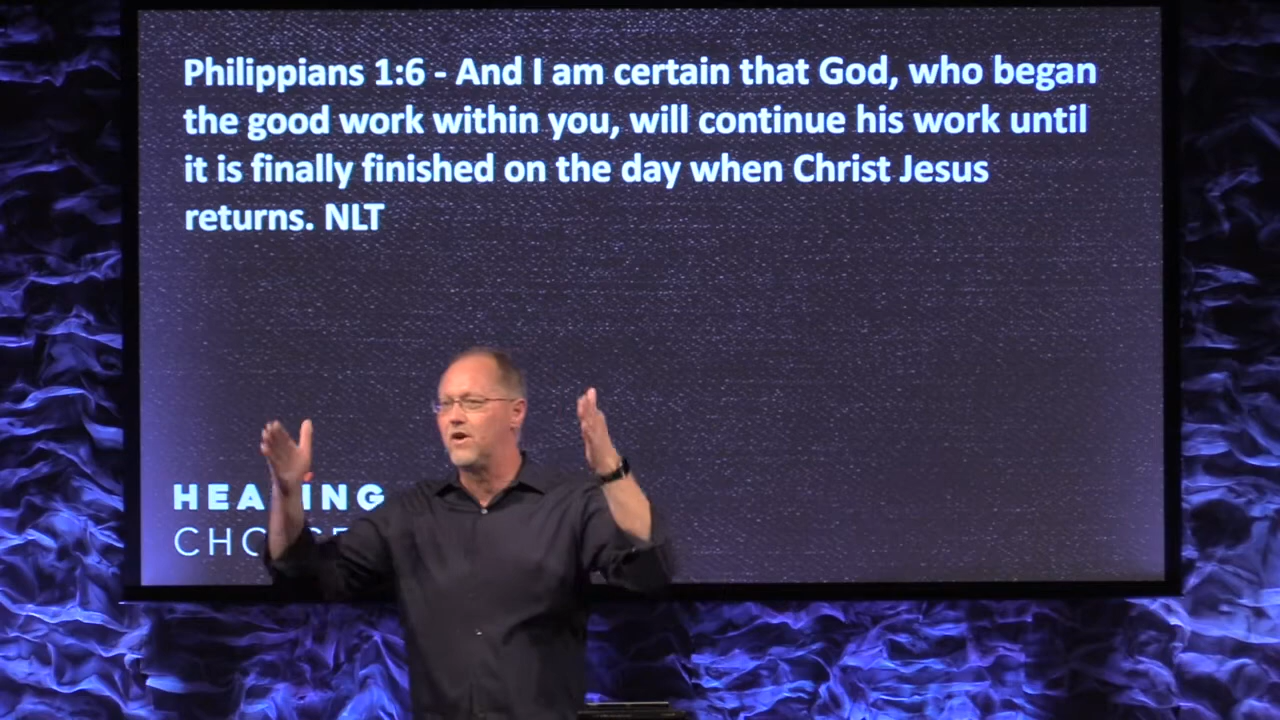 Philippians 1:6 - And I am certain that God, who began
the good work within you, will continue his work until
it is finally finished on the day when Christ Jesus
returns. NLT